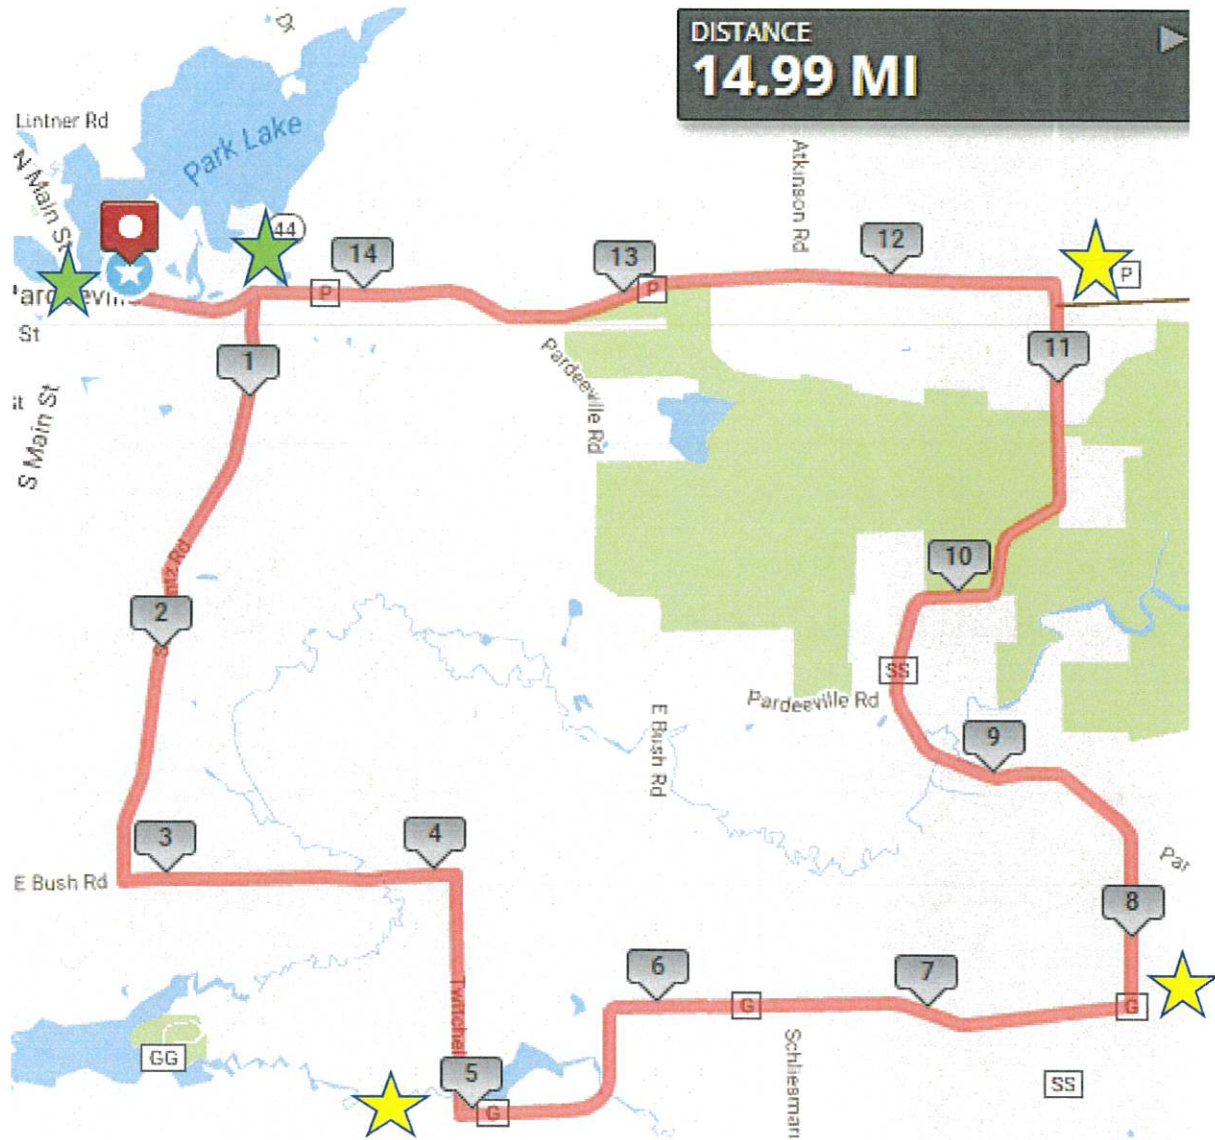 Dr
DISTANCE
14.99 MI
Lintner Rd
Park Lake
N Main St
Atkinson Rd
44
14
13
12
P
P
P
St
1
11
Pardeeville Rd
S Main St
10
2
SS
Pardeeville Rd
E Bush Rd
9
3
4
E Bush Rd
8
6
7
G
G
GG
5
G
SS